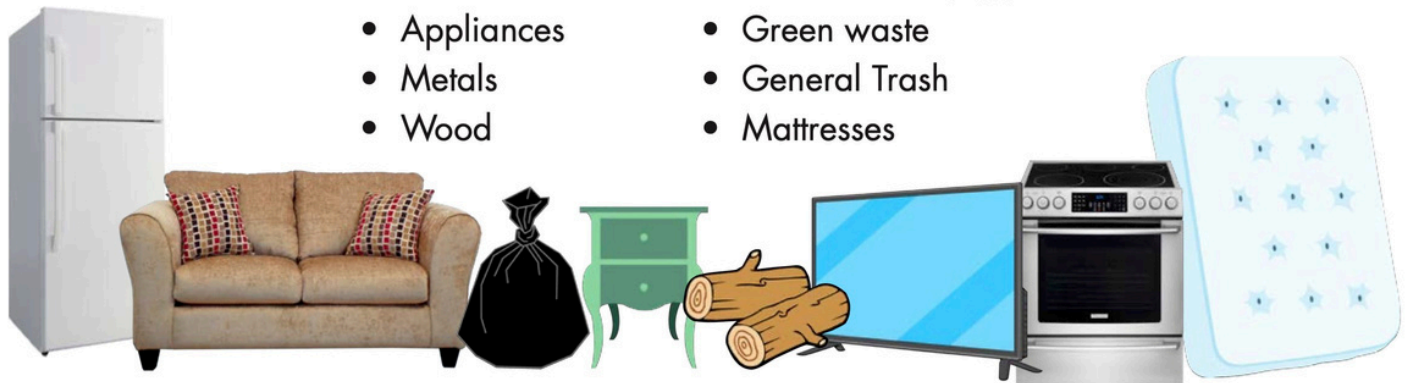 • Appliances
• Metals
• Wood
• Green waste
• General Trash
• Mattresses